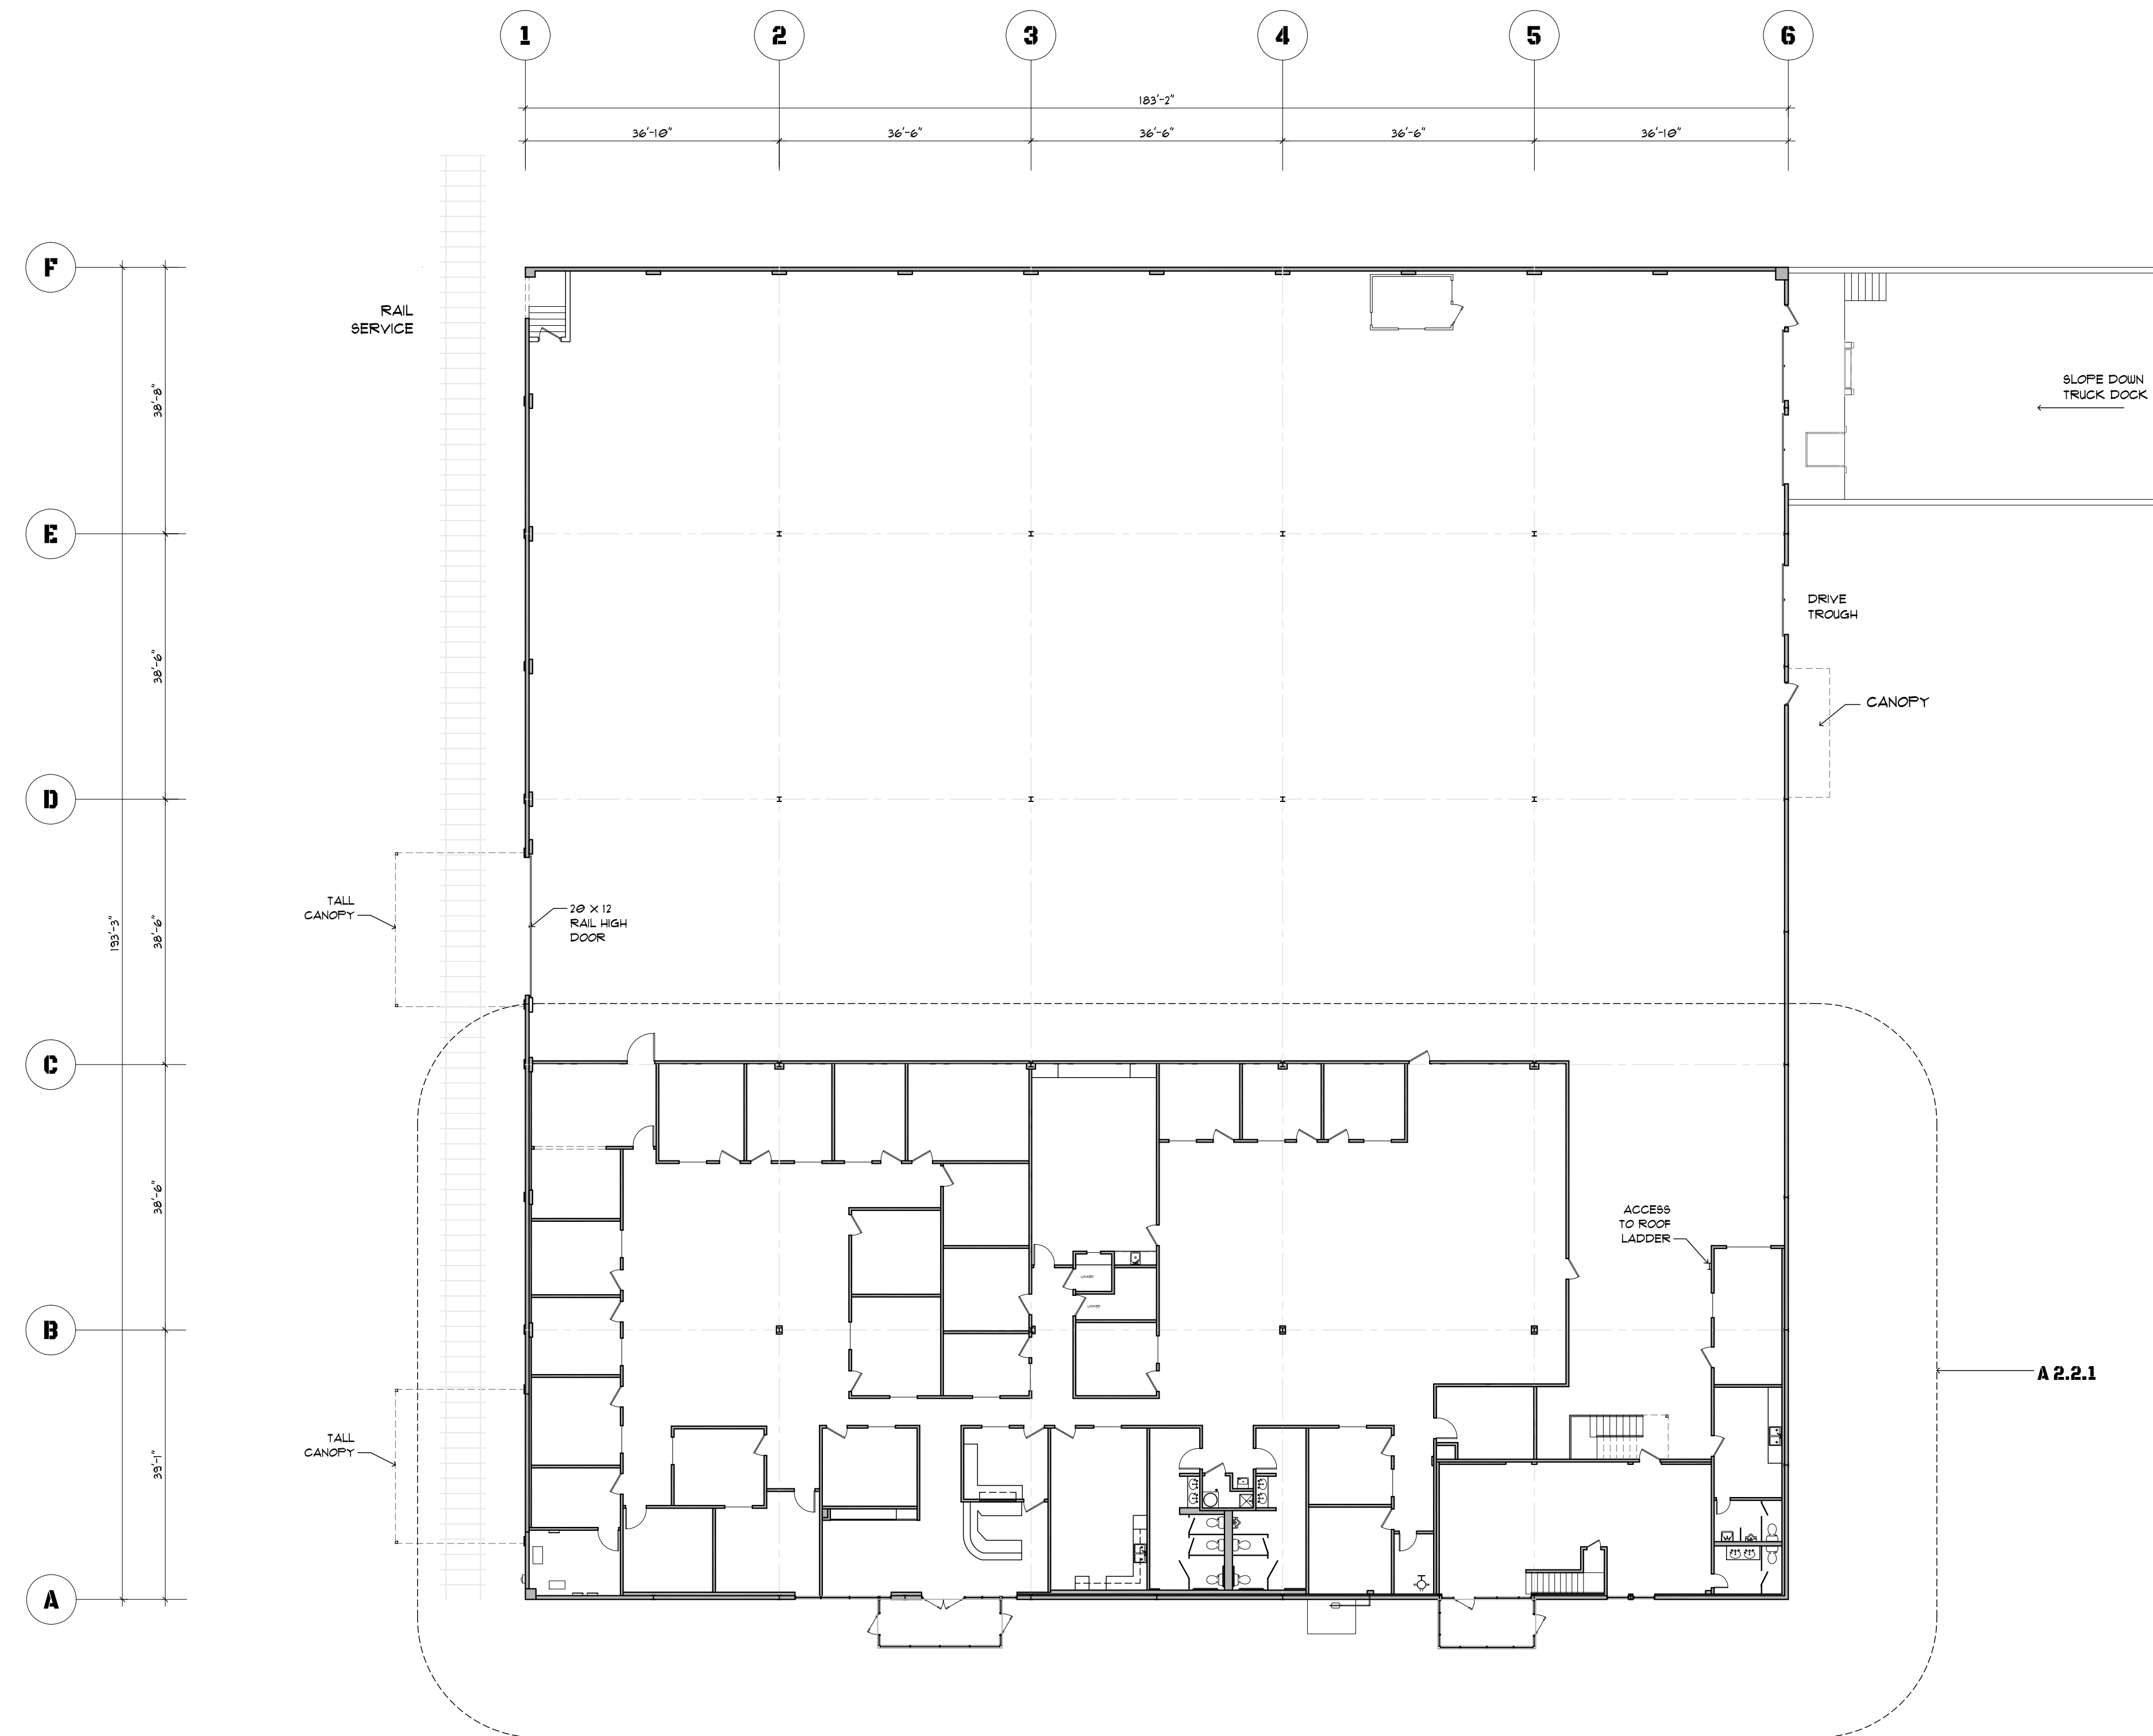 1 2 3 4 5 6
183'-2"
36'-10" 36'-6" 36'-6" 36'-6" 36'-10"
F
RAIL
SERVICE
SLOPE DOWN
TRUCK DOCK
38'-8"
E
DRIVE
TROUGH
38'-6"
CANOPY
D
TALL
CANOPY
20 X 12
RAIL HIGH
DOOR
193'-3"
38'-6"
C
38'-6"
ACCESS
TO ROOF
LADDER
LOCKED
LOCKED
B
A 2.2.1
TALL
CANOPY
39'-1"
A